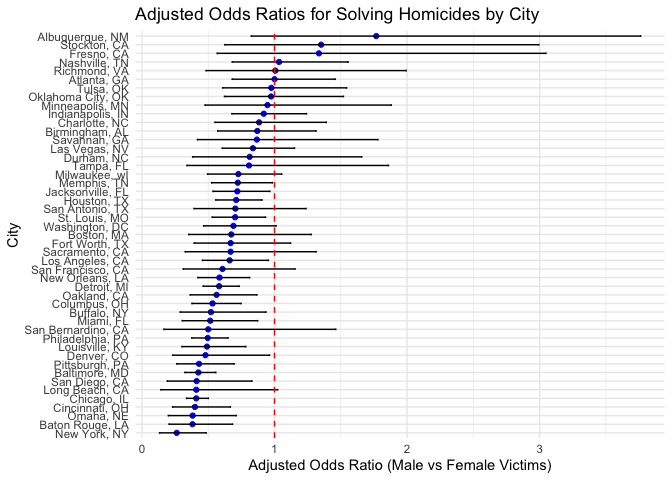 Adjusted Odds Ratios for Solving Homicides by City
Albuquerque, NM
Stockton, CA
Fresno, CA
Nashville, TN
Richmond, VA
Atlanta, GA
Tulsa, OK
Oklahoma City, OK
Minneapolis, MN
Indianapolis, IN
Charlotte, NC
Birmingham, AL
Savannah, GA
Las Vegas, NV
Durham, NC
Tampa, FL
Milwaukee, wI
Memphis, TN
Jacksonville, FL
Houston, TX
San Antonio, TX
St. Louis, MO
Washington, DC
Boston, MA
Fort Worth, TX
Sacramento, CA
Los Angeles, CA
San Francisco, CA
New Orleans, LA
Detroit, MI
Oakland, CA
Columbus, OH
Buffalo, NY
Miami, FL
San Bernardino, CA
Philadelphia, PA
Louisville, KY
Denver, CO
Pittsburgh, PA
Baltimore, MD
San Diego, CA
Long Beach, CA
Chicago, IL
Cincinnati, OH
Omaha, NE
Baton Rouge, LA
New York, NY
City
0 1 2 3
Adjusted Odds Ratio (Male vs Female Victims)